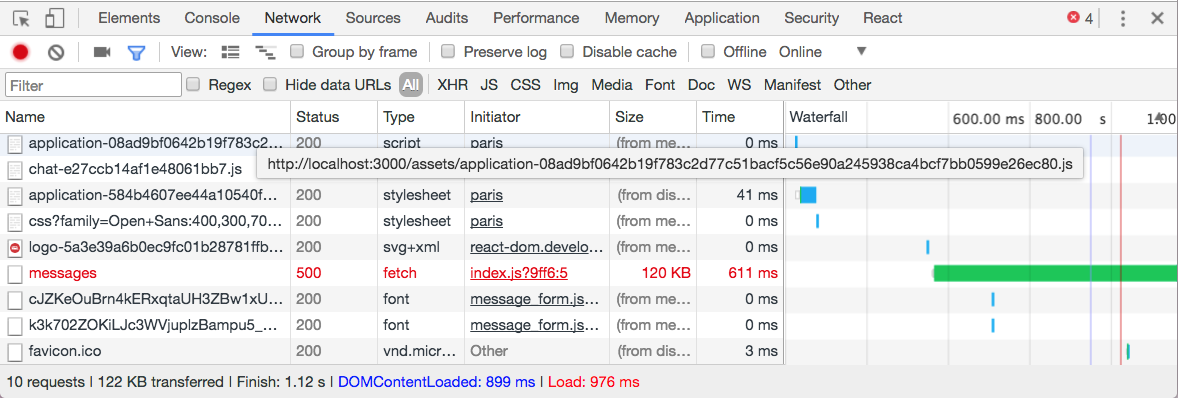 Elements Console Network Sources Audits Performance Memory Application Security React 4
View: Group by frame Preserve log Disable cache Offline Online
Filter Regex Hide data URLs All XHR JS CSS Img Media Font Doc WS Manifest Other
Name Status Type Initiator Size Time Waterfall 600.00 ms 800.00 s
application-08ad9bf0642b19f783c2... 200 script paris (from me... 0 ms
chat-e27ccb14af1e48061bb7.js http://localhost:3000/assets/application-08ad9bf0642b19f783c2d77c51bacf5c56e90a245938ca4bcf7bb0599e26ec80.js
application-584b4607ee44a10540f... 200 stylesheet paris (from dis... 41 ms
css?family=Open+Sans:400,300,70... 200 stylesheet paris (from me... 0 ms
logo-5a3e39a6b0ec9fc01b28781ffb... 200 svg+xml react-dom.develo... (from me... 0 ms
messages 500 fetch index.js?9ff6:5 120 KB 611 ms
cJZKeOuBrn4kERxqtaUH3ZBw1xU... 200 font message_form.js... (from me... 0 ms
k3k702ZOKiLJc3WVjuplzBampu5_... 200 font message_form.js... (from me... 0 ms
favicon.ico 200 vnd.micr... Other (from dis... 3 ms
10 requests | 122 KB transferred | Finish: 1.12 s | DOMContentLoaded: 899 ms | Load: 976 ms